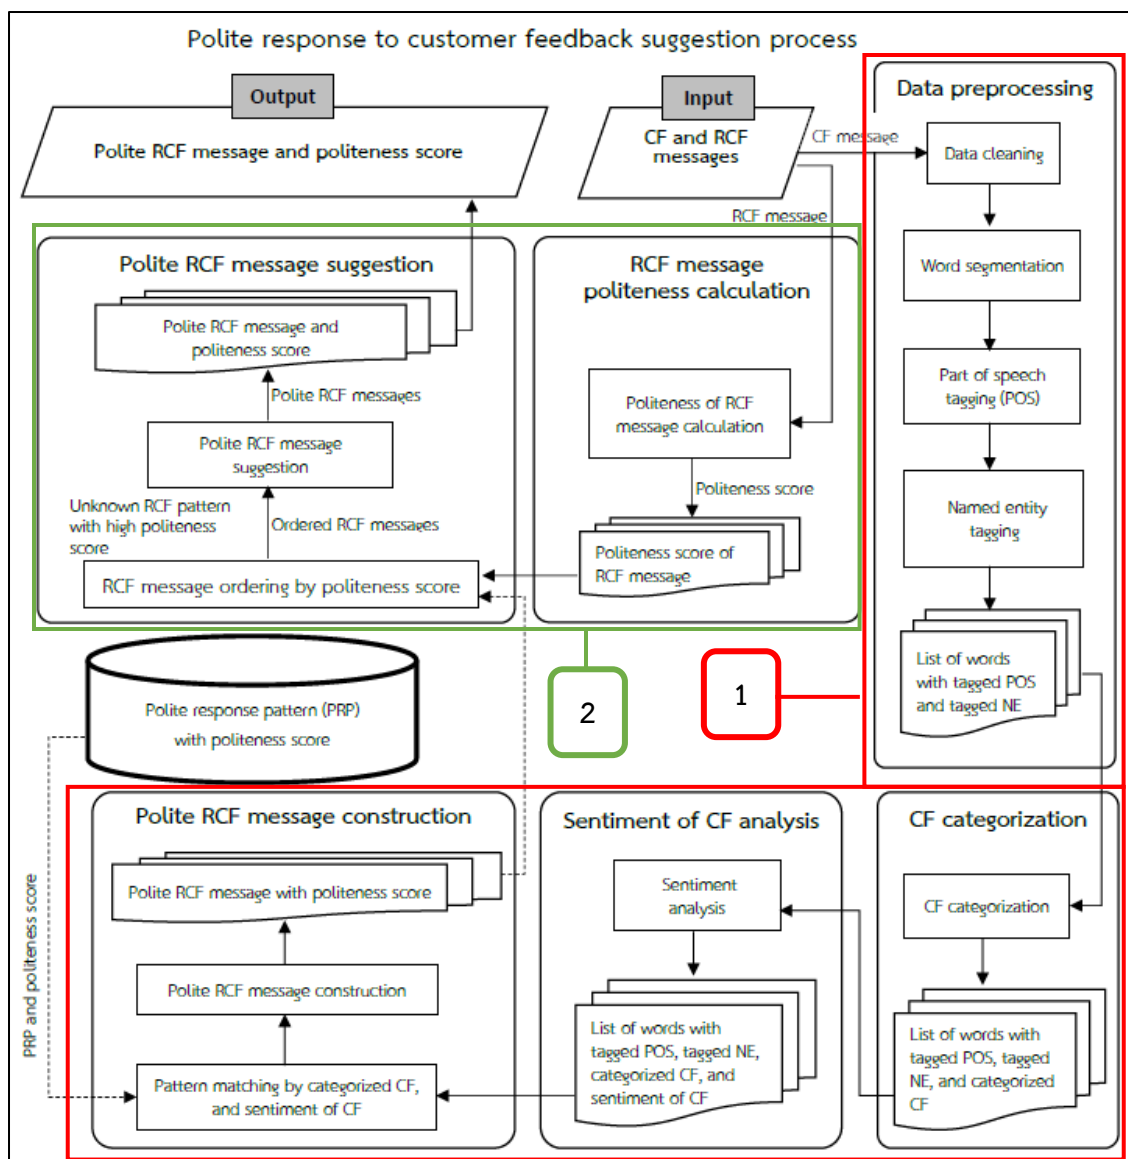 Polite response to customer feedback suggestion process
Output
Polite RCF message and politeness score
Input
CF and RCF
messages
CF message
RCF message
Data preprocessing
Data cleaning
Word segmentation
Part of speech
tagging (POS)
Named entity
tagging
List of words
with tagged POS
and tagged NE
Polite RCF message suggestion
Polite RCF message and
politeness score
Polite RCF messages
Polite RCF message
suggestion
Unknown RCF pattern
with high politeness
score
Ordered RCF messages
RCF message ordering by politeness score
RCF message
politeness calculation
Politeness of RCF
message calculation
Politeness score
Politeness score of
RCF message
2
1
Polite response pattern (PRP)
with politeness score
PRP and politeness score
Polite RCF message construction
Polite RCF message with politeness score
Polite RCF message construction
Pattern matching by categorized CF,
and sentiment of CF
Sentiment of CF analysis
Sentiment
analysis
List of words with
tagged POS, tagged NE,
categorized CF, and
sentiment of CF
CF categorization
CF categorization
List of words with
tagged POS, tagged
NE, and categorized
CF